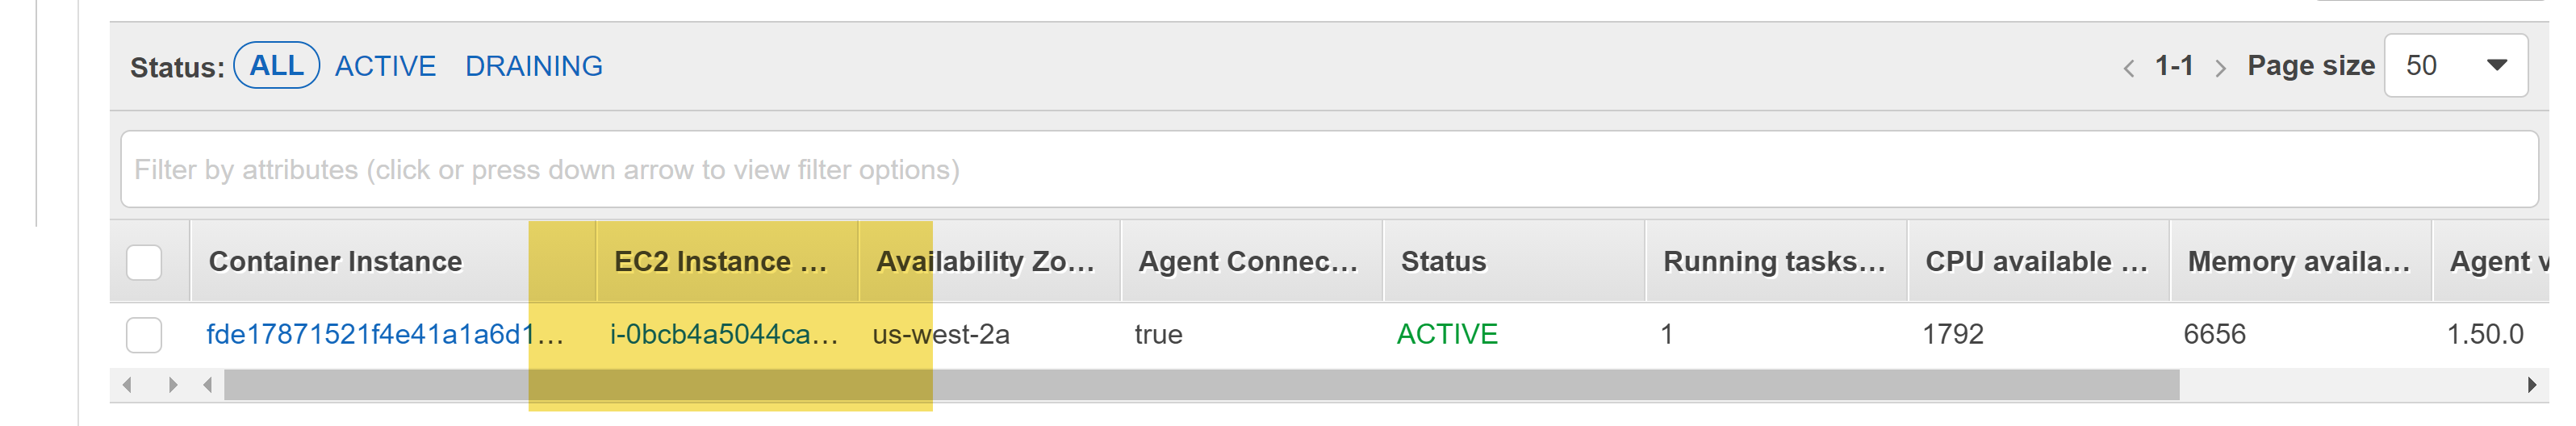 Status: ALL ACTIVE DRAINING 1-1 Page size 50
Filter by attributes (click or press down arrow to view filter options)
Container Instance EC2 Instance ... Availability Zo... Agent Connec... Status Running tasks... CPU available ... Memory availa... Agent v
fde17871521f4e41a1a6d1... i-0bcb4a5044ca... us-west-2a true ACTIVE 1 1792 6656 1.50.0